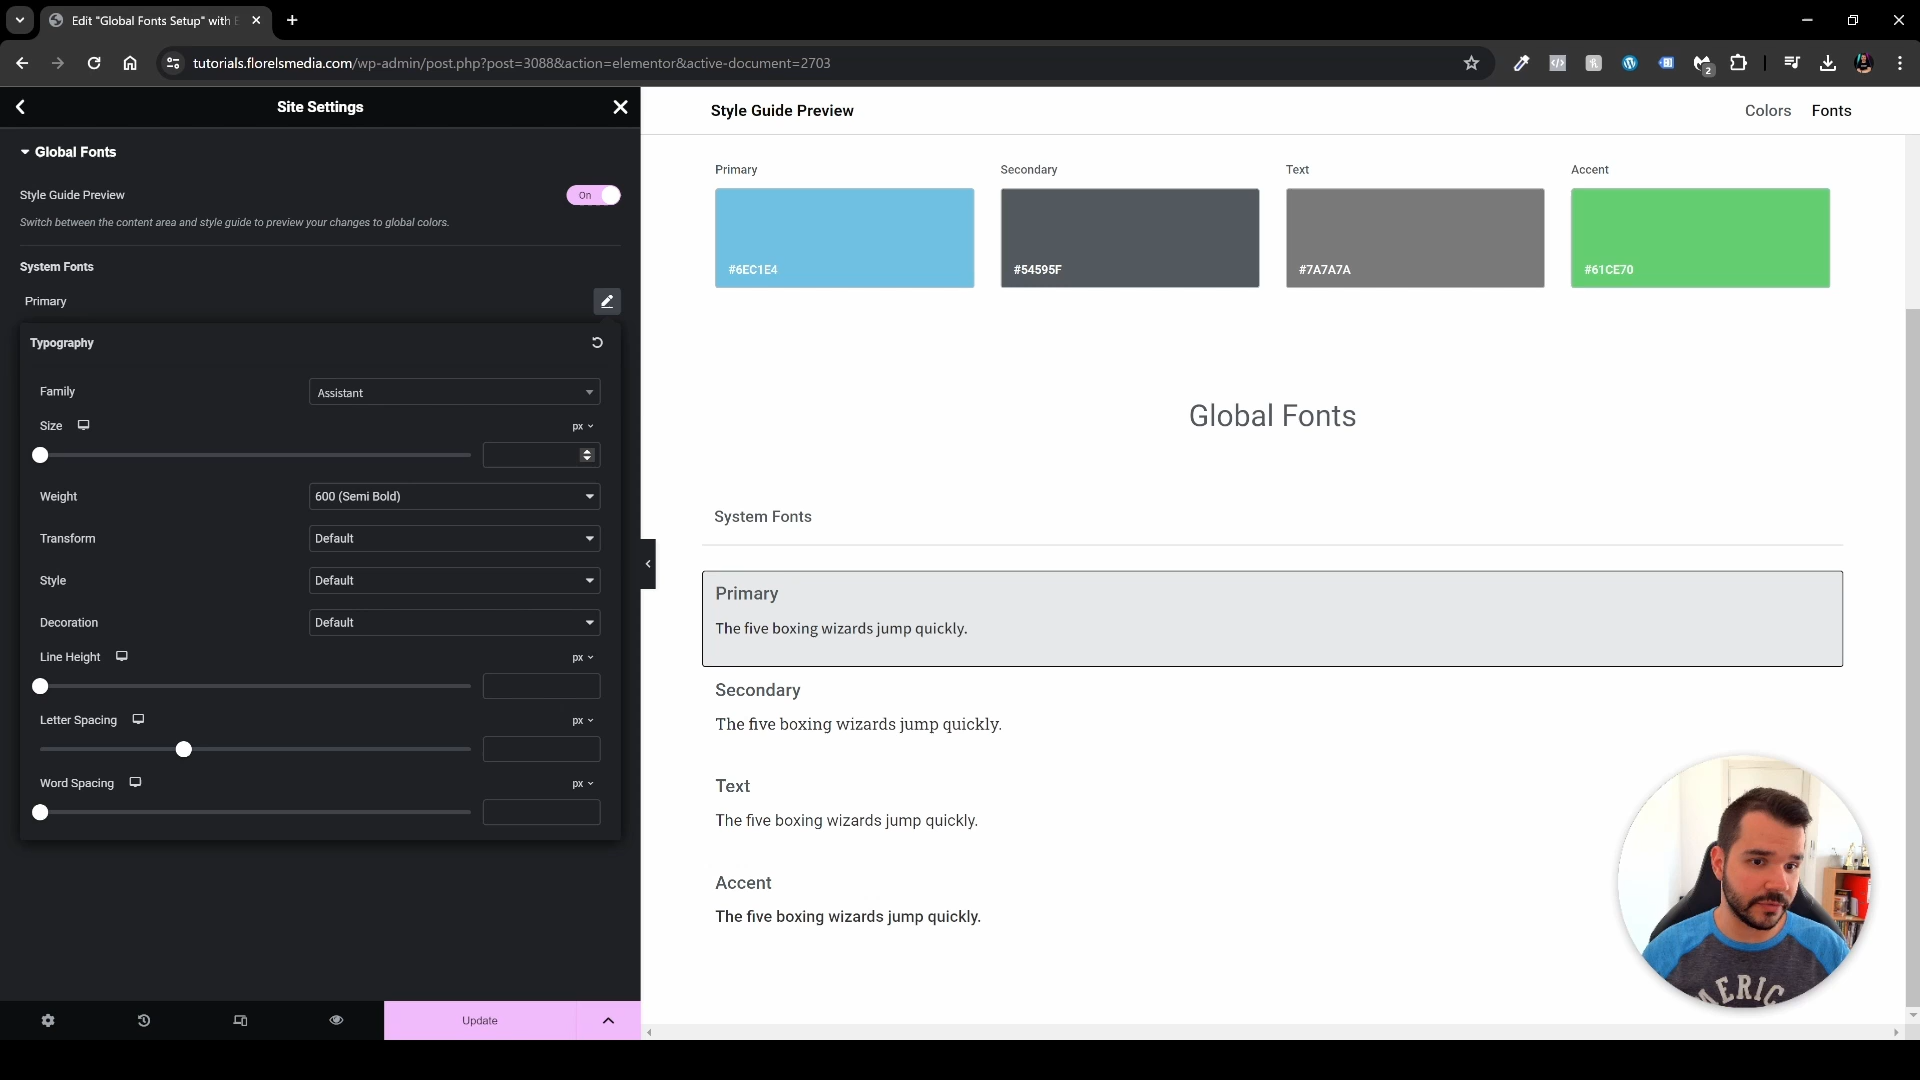 Edit "Global Fonts Setup" with E
tutorials.florelsmedia.com/wp-admin/post.php?post=3088&action=elementor&active-document=2703
2
Site Settings
Global Fonts
Style Guide Preview
On
Switch between the content area and style guide to preview your changes to global colors.
System Fonts
Primary
Typography
Family
Assistant
Size
px
Weight
600 (Semi Bold)
Transform
Default
Style
Default
Decoration
Default
Line Height
px
Letter Spacing
px
Word Spacing
px
Update
Style Guide Preview
Colors
Fonts
Primary
Secondary
Text
Accent
#6EC1E4
#54595F
#7A7A7A
#61CE70
Global Fonts
System Fonts
Primary
The five boxing wizards jump quickly.
Secondary
The five boxing wizards jump quickly.
Text
The five boxing wizards jump quickly.
Accent
The five boxing wizards jump quickly.
MERIC